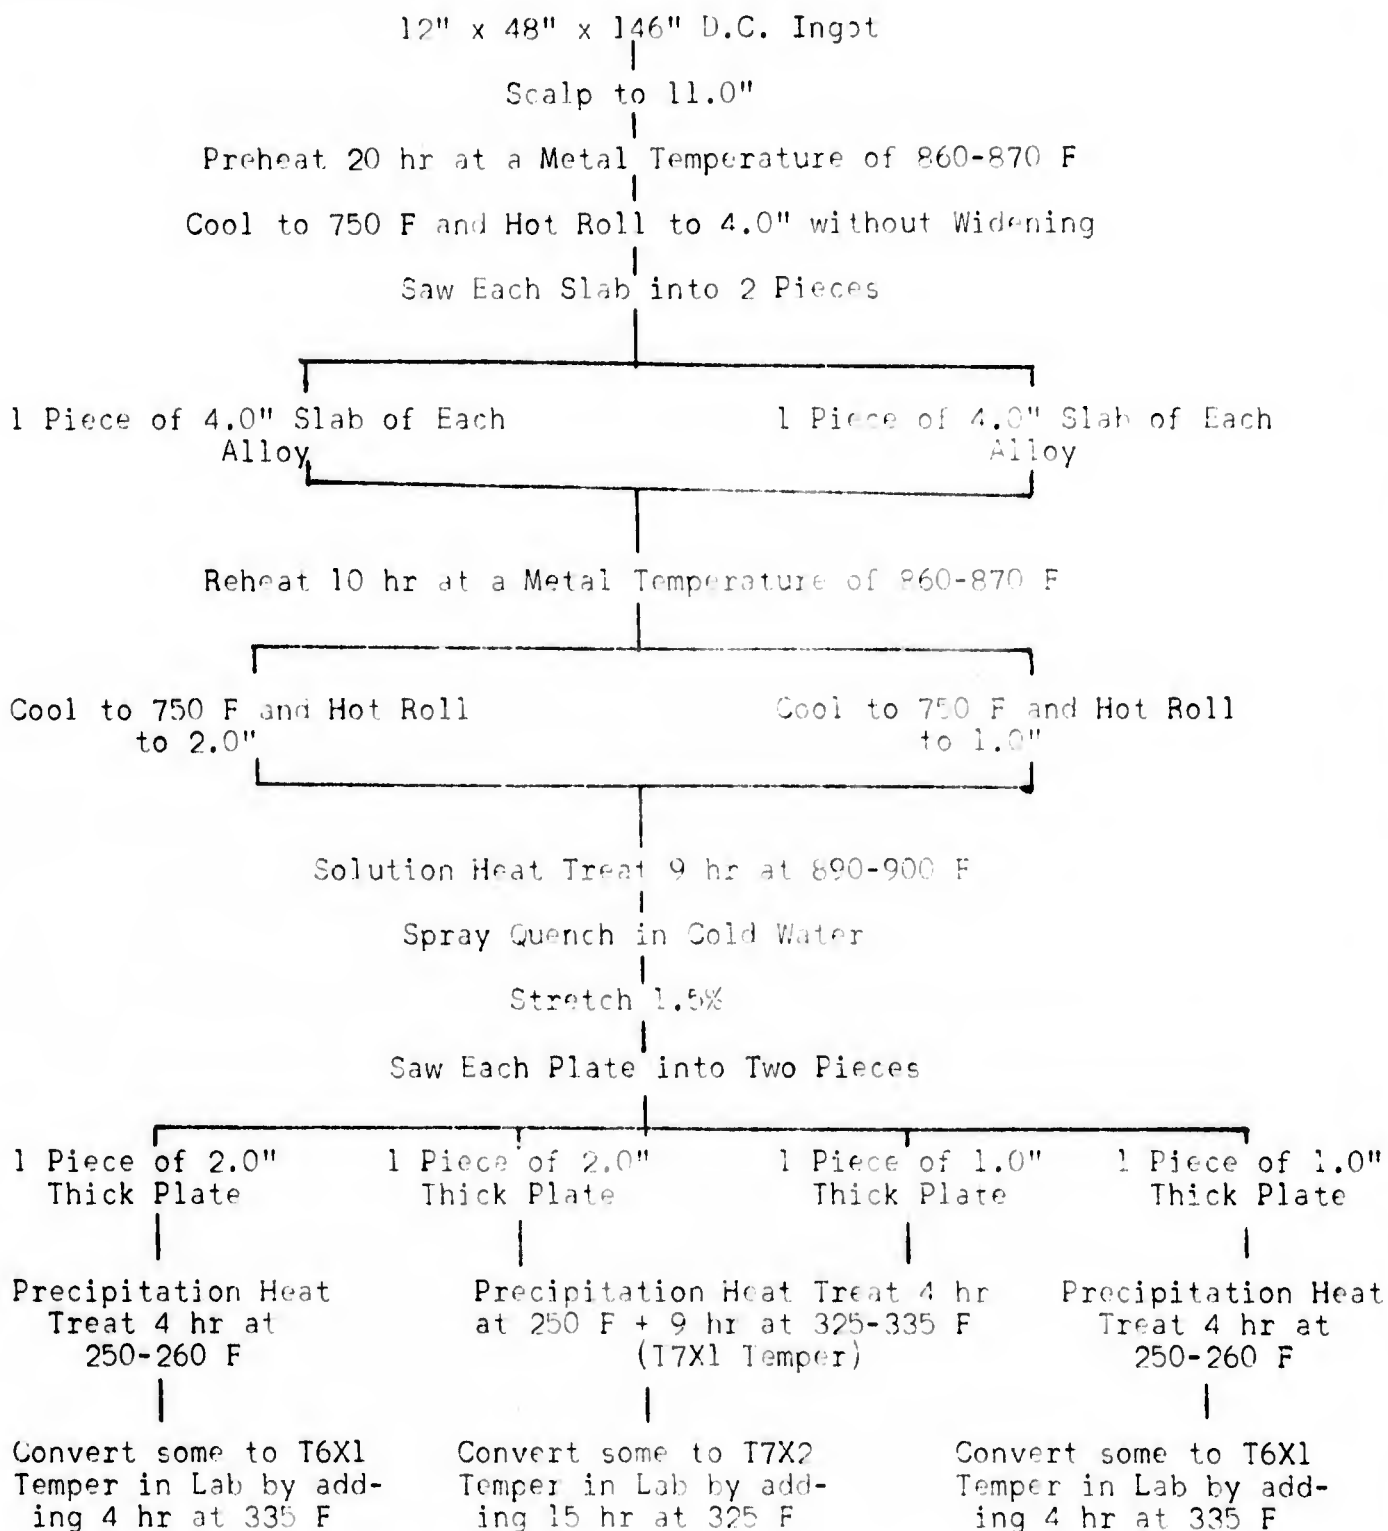 12" x 48" x 146" D.C. Ingot
Scalp to 11.0"
Preheat 20 hr at a Metal Temperature of 860-870 F
Cool to 750 F and Hot Roll to 4.0" without Widening
Saw Each Slab into 2 Pieces
1 Piece of 4.0" Slab of Each
Alloy
1 Piece of 4.0" Slab of Each
Alloy
Reheat 10 hr at a Metal Temperature of 860-870 F
Cool to 750 F and Hot Roll
to 2.0"
Cool to 750 F and Hot Roll
to 1.0"
Solution Heat Treat 9 hr at 890-900 F
Spray Quench in Cold Water
Stretch 1.5%
Saw Each Plate into Two Pieces
1 Piece of 2.0"
Thick Plate
1 Piece of 2.0"
Thick Plate
1 Piece of 1.0"
Thick Plate
1 Piece of 1.0"
Thick Plate
Precipitation Heat
Treat 4 hr at
250-260 F
Precipitation Heat Treat 4 hr
at 250 F + 9 hr at 325-335 F
(T7X1 Temper)
Precipitation Heat
Treat 4 hr at
250-260 F
Convert some to T6X1
Temper in Lab by add-
ing 4 hr at 335 F
Convert some to T7X2
Temper in Lab by add-
ing 15 hr at 325 F
Convert some to T6X1
Temper in Lab by add-
ing 4 hr at 335 F